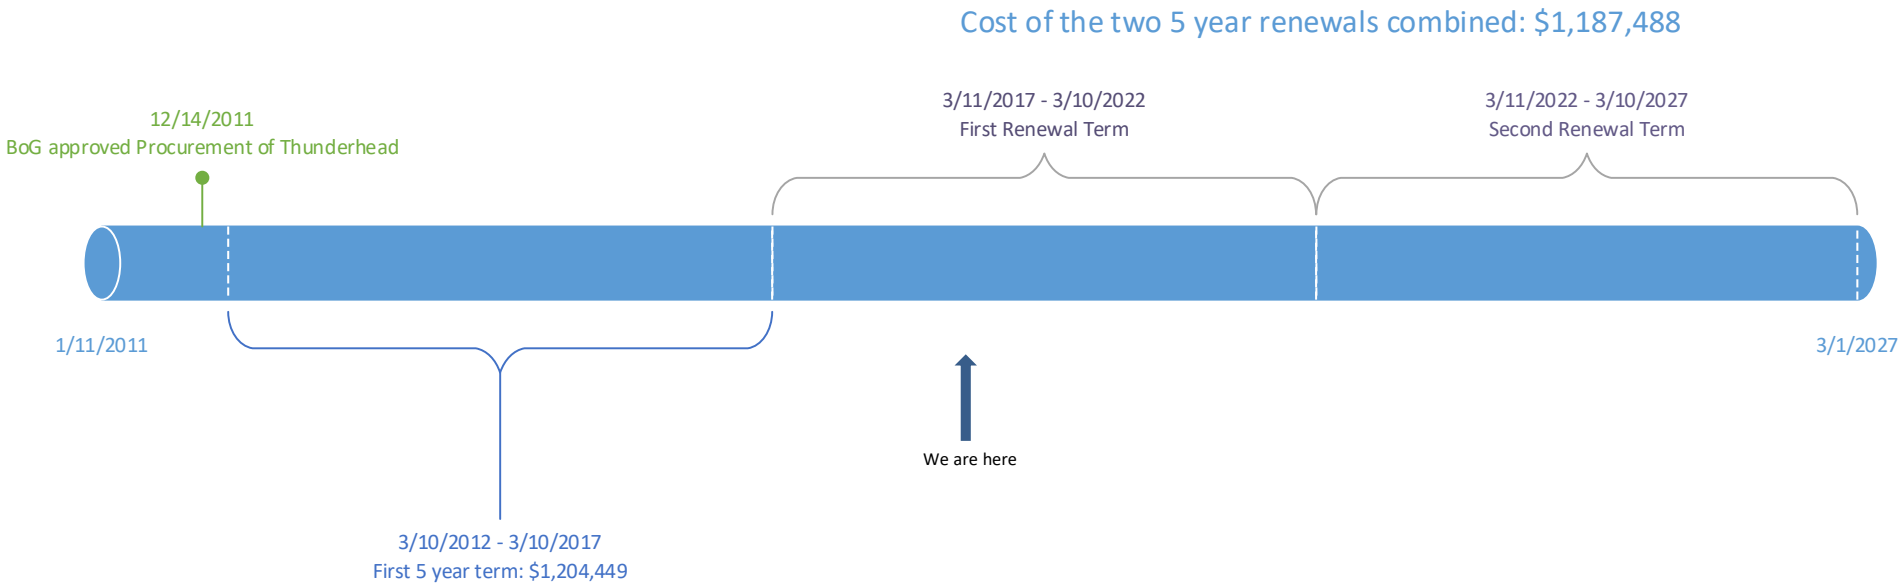 Cost of the two 5 year renewals combined: $1,187,488
3/11/2017 - 3/10/2022
First Renewal Term
3/11/2022 - 3/10/2027
Second Renewal Term
12/14/2011
BoG approved Procurement of Thunderhead
1/11/2011
3/1/2027
We are here
3/10/2012 - 3/10/2017
First 5 year term: $1,204,449